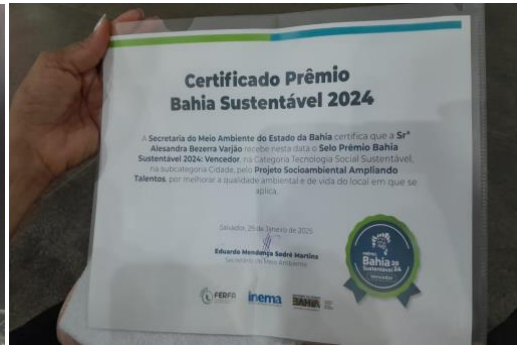 Certificado Prêmio
Bahia Sustentável 2024
A Secretaria do Meio Ambiente do Estado da Bahia certifica que a Srª
Alesandra Bezerra Varjão recebe nesta data o Selo Prêmio Bahia
Sustentável 2024: Vencedor, na Categoria Tecnologia Social Sustentável,
na subcategoria Cidade, pelo Projeto Socioambiental Ampliando
Talentos, por melhorar a qualidade ambiental e de vida do local em que se
aplica.
Salvador, 25 de Janeiro de 2025.
Eduardo Mendonça Sodré Martins
Secretário do Meio Ambiente
Bahia
Sustentável
FERFA
inema
BAHIA